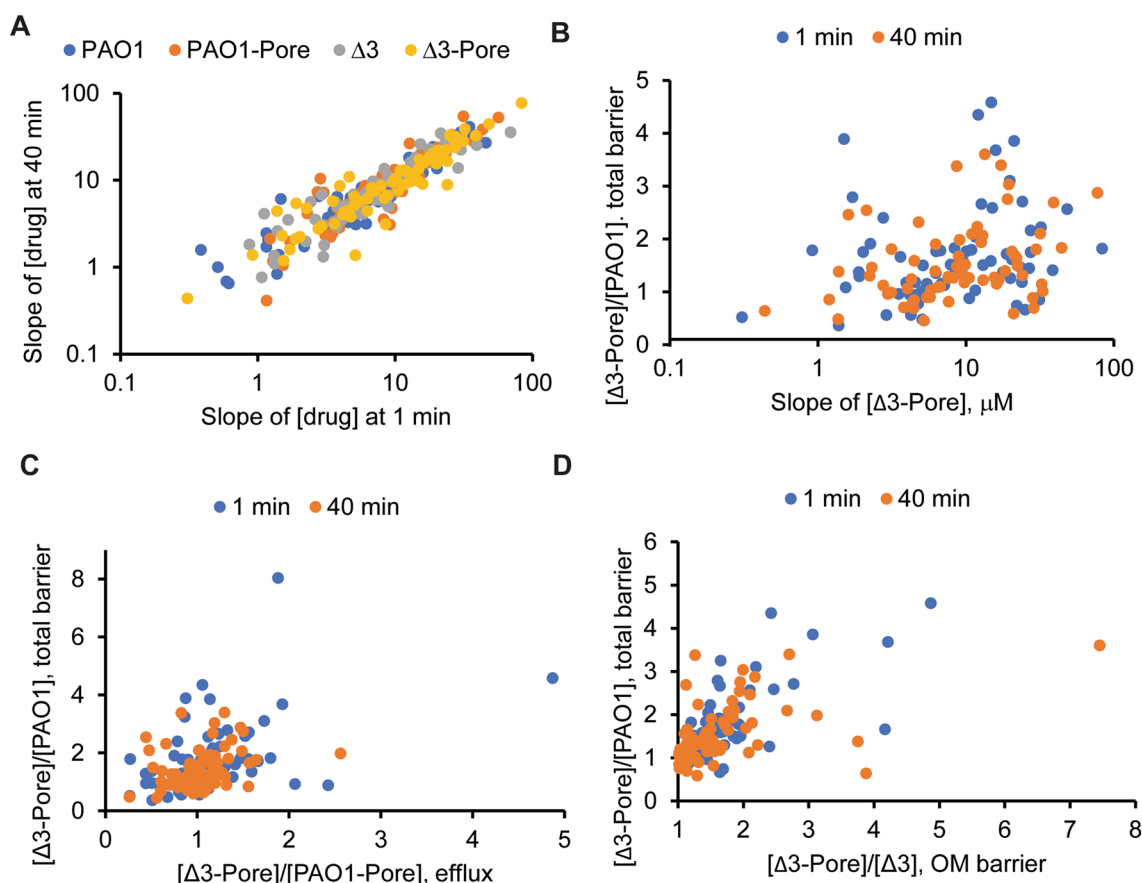 A
PAO1 PAO1-Pore Δ3 Δ3-Pore
Slope of [drug] at 40 min
100
10
1
0.1
0.1 1 10 100
Slope of [drug] at 1 min
B
1 min 40 min
[Δ3-Pore]/[PAO1]. total barrier
5
4
3
2
1
0
0.1 1 10 100
Slope of [Δ3-Pore], μM
C
1 min 40 min
[Δ3-Pore]/[PAO1], total barrier
8
6
4
2
0
0 1 2 3 4 5
[Δ3-Pore]/[PAO1-Pore], efflux
D
1 min 40 min
[Δ3-Pore]/[PAO1], total barrier
6
5
4
3
2
1
0
1 2 3 4 5 6 7 8
[Δ3-Pore]/[Δ3], OM barrier